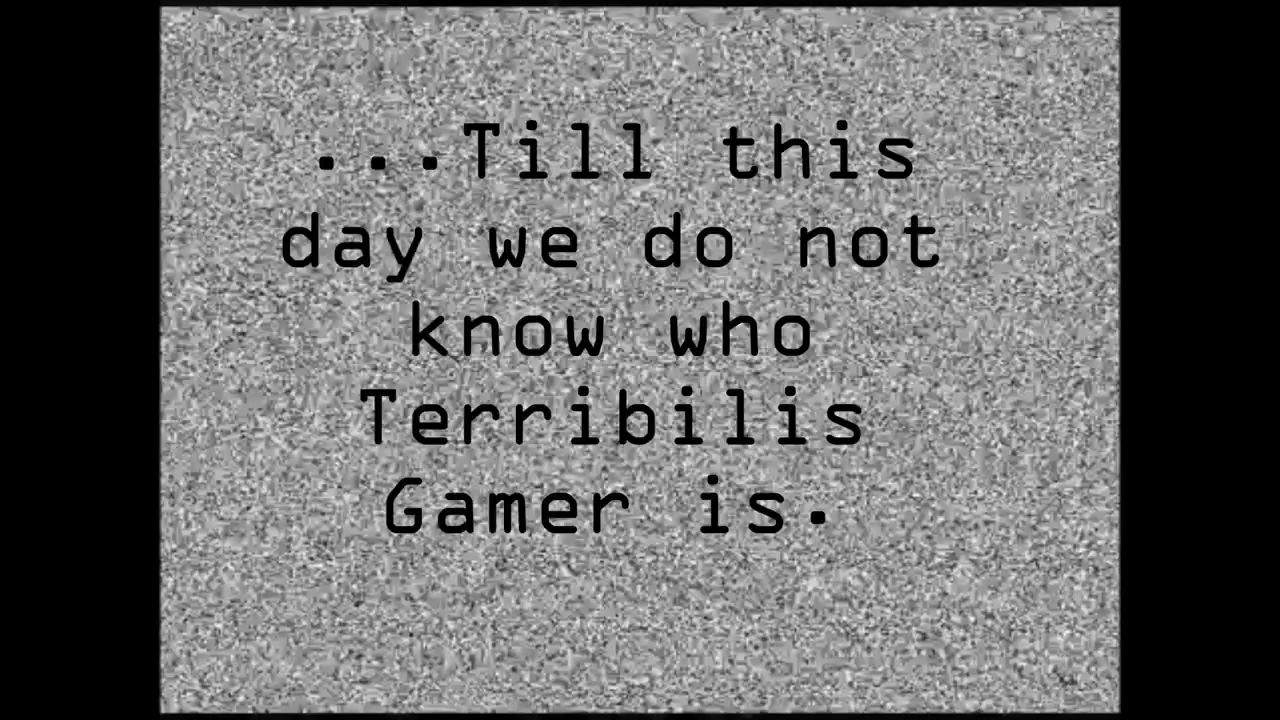 ...Till this
day we do not
know who
Terribilis
Gamer is.